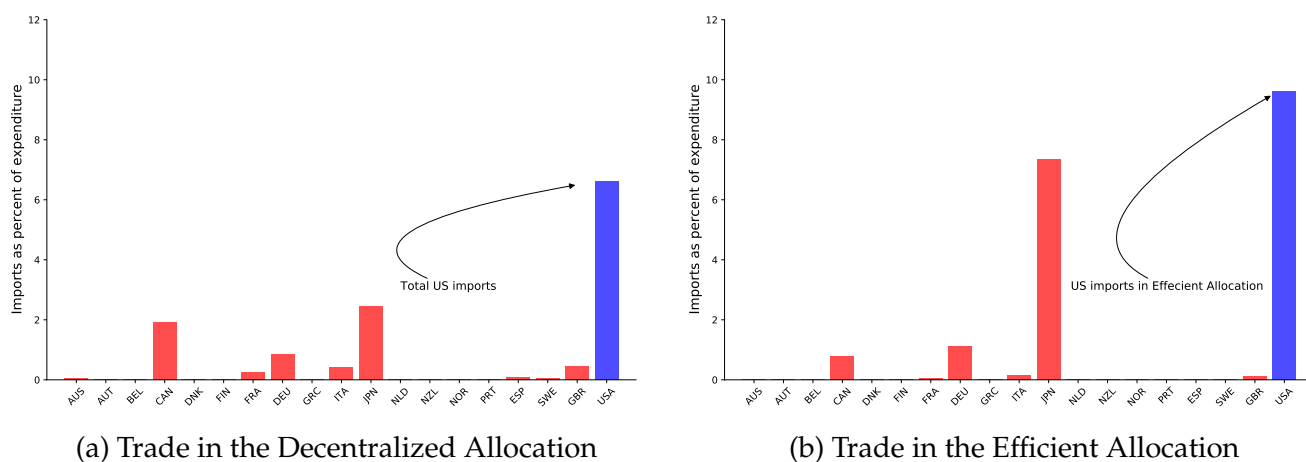 12
10
8
6
4
2
0
Imports as percent of expenditure
Total US imports
AUS AUT BEL CAN DNK FIN FRA DEU GRC ITA JPN NLD NZL NOR PRT ESP SWE GBR USA
(a) Trade in the Decentralized Allocation
12
10
8
6
4
2
0
Imports as percent of expenditure
US imports in Effecient Allocation
AUS AUT BEL CAN DNK FIN FRA DEU GRC ITA JPN NLD NZL NOR PRT ESP SWE GBR USA
(b) Trade in the Efficient Allocation